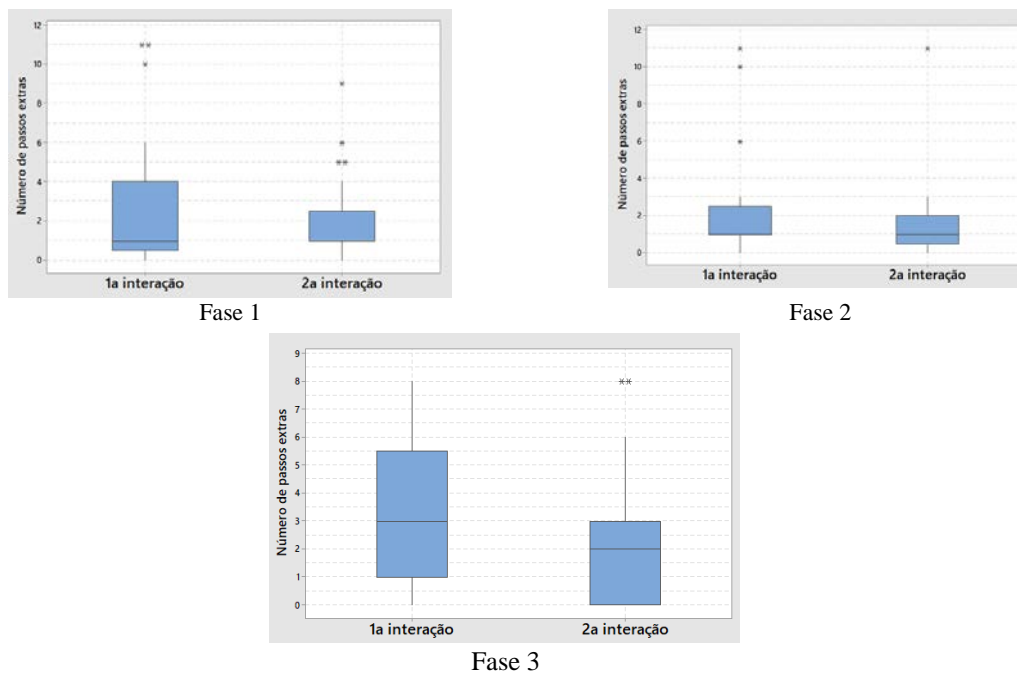 Número de passos extras
12
10
8
6
4
2
0
1a interação 2a interação
Fase 1
Número de passos extras
12
10
8
6
4
2
0
1a interação 2a interação
Fase 2
Número de passos extras
9
8
7
6
5
4
3
2
1
0
1a interação 2a interação
Fase 3